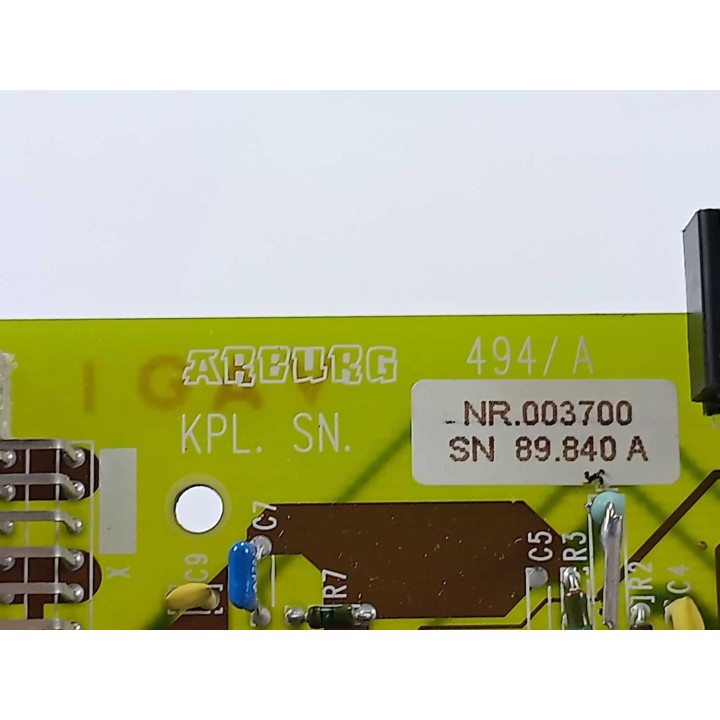 ARBURG 494/A
KPL. SN.
NR.003700
SN 89.840 A
C7
C9
X
R7
C5
R3
R2
C4